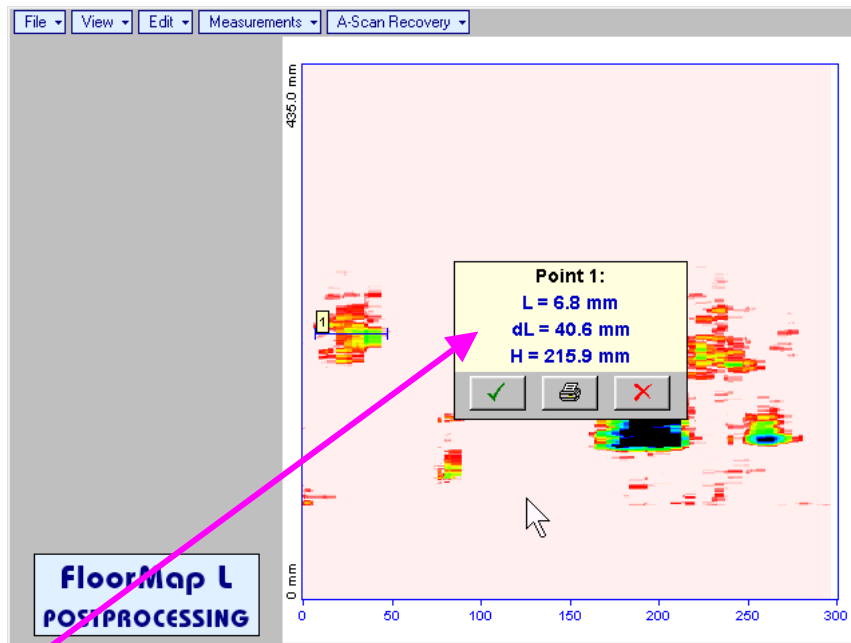 File View Edit Measurements A-Scan Recovery
435.0 mm
Point 1:
L = 6.8 mm
dL = 40.6 mm
H = 215.9 mm
1
0 mm
0 50 100 150 200 250 300
FloorMap L
POSTPROCESSING